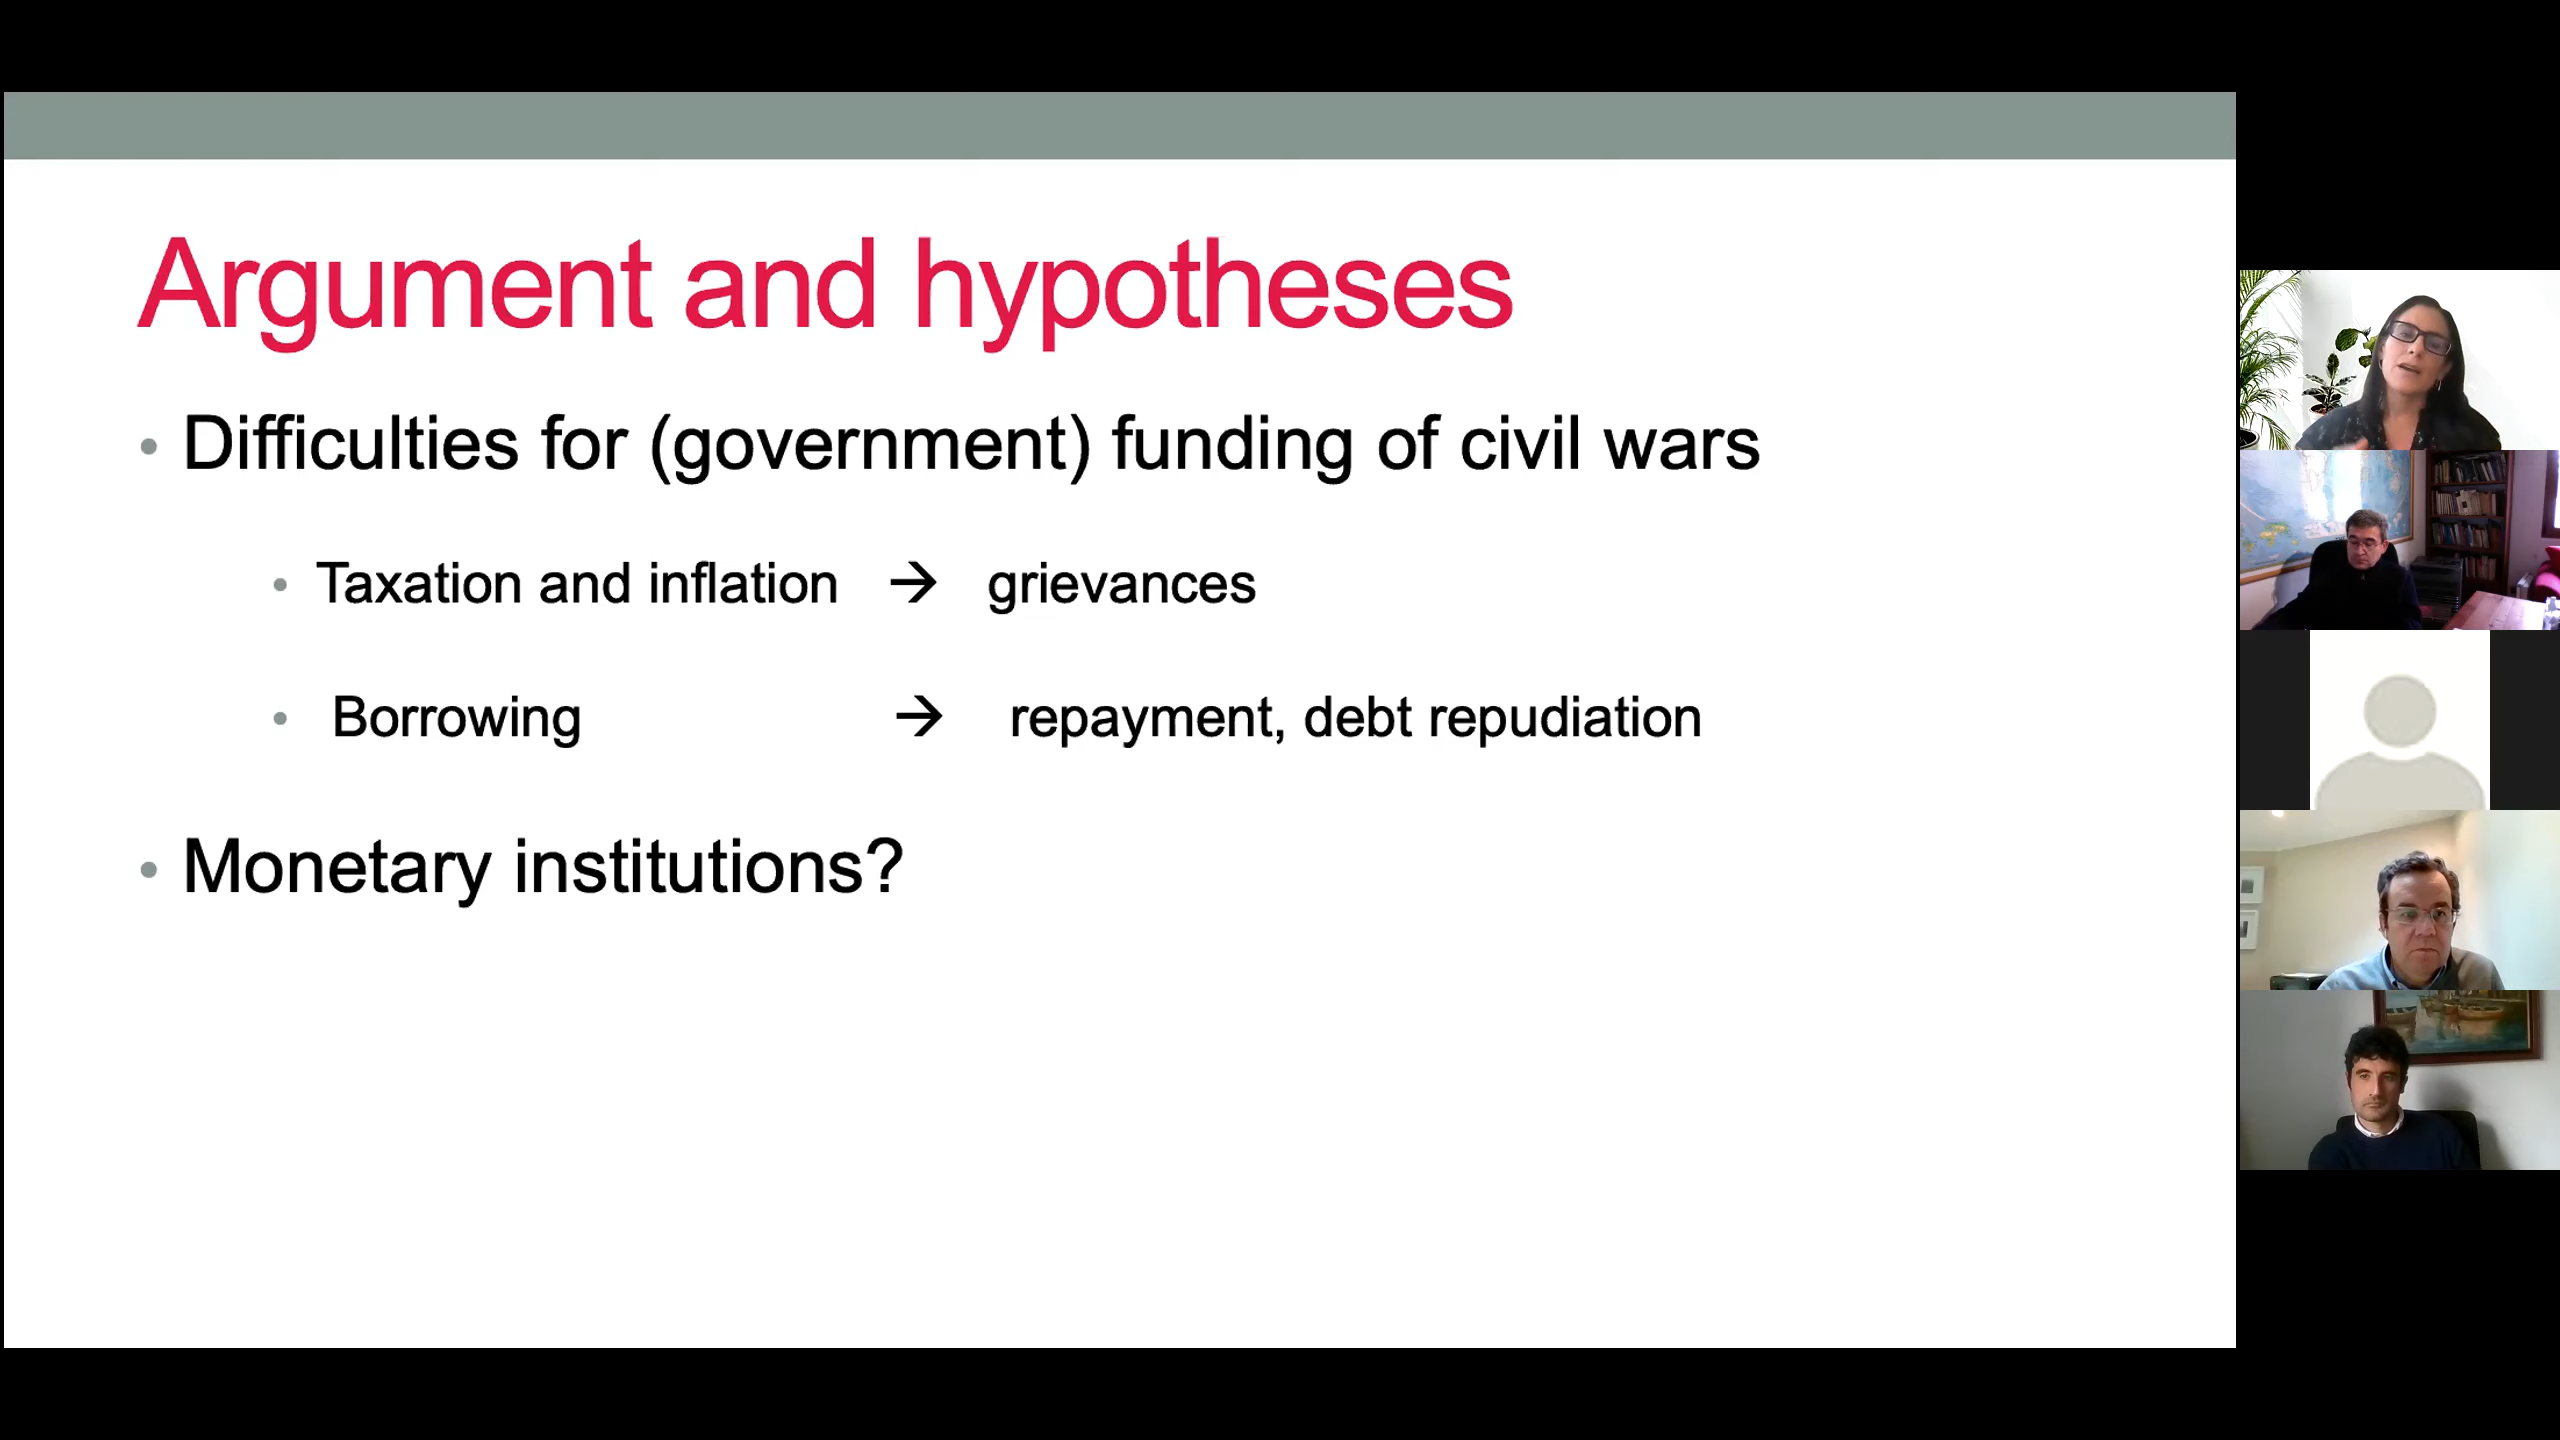 Argument and hypotheses
• Difficulties for (government) funding of civil wars
• Taxation and inflation → grievances
• Borrowing → repayment, debt repudiation
• Monetary institutions?